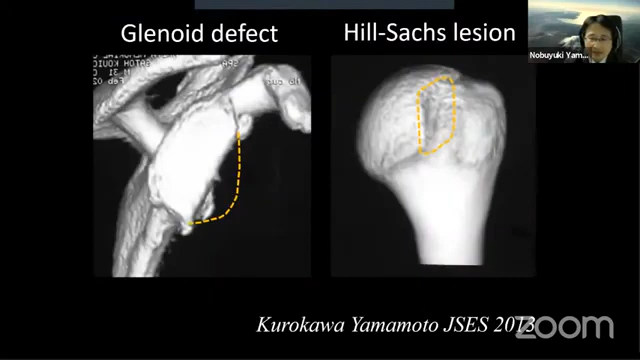 Glenoid defect
Hill-Sachs lesion
Nobuyuki Yam...
Kurokawa Yamamoto JSES 2013
zoom